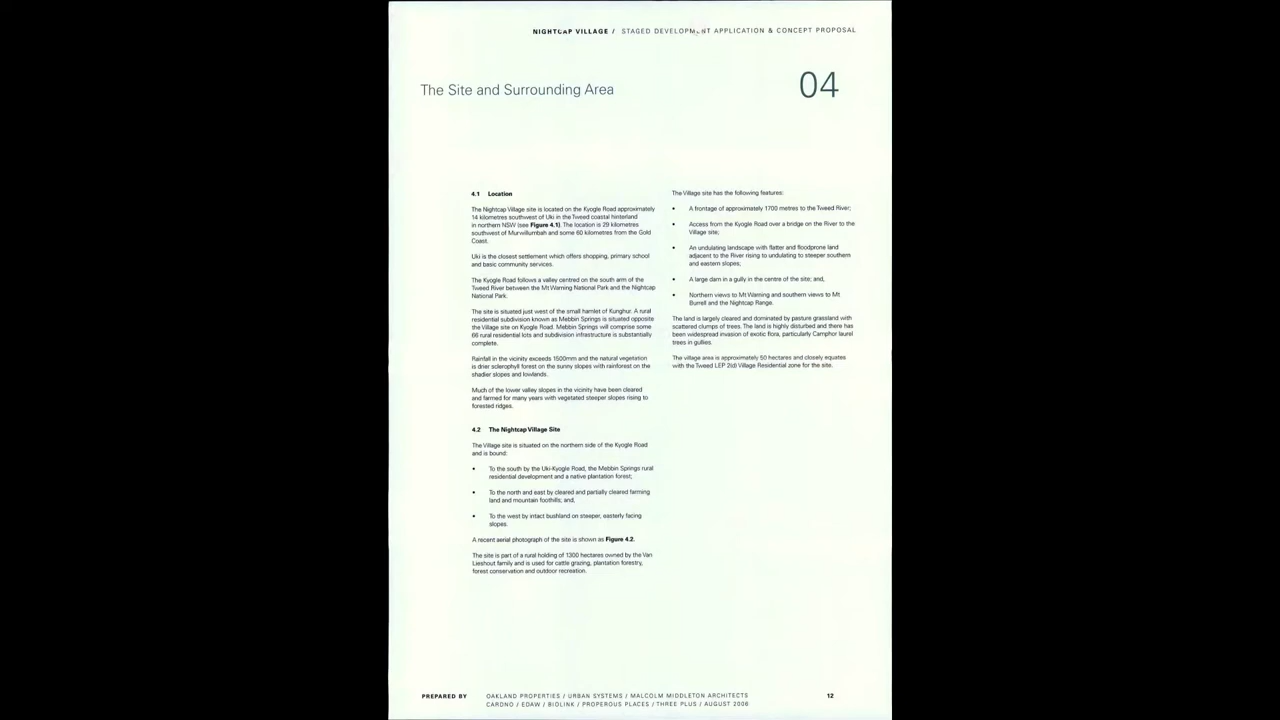 NIGHTCAP VILLAGE / STAGED DEVELOPMENT APPLICATION & CONCEPT PROPOSAL
The Site and Surrounding Area
04
4.1 Location
The Nightcap Village site is located on the Kyogle Road approximately
14 kilometres southwest of Uki in the Tweed coastal hinterland
in northern NSW (see Figure 4.1). The location is 29 kilometres
southwest of Murwillumbah and some 60 kilometres from the Gold
Coast.
Uki is the closest settlement which offers shopping, primary school
and basic community services.
The Kyogle Road follows a valley centred on the south arm of the
Tweed River between the Mt Warning National Park and the Nightcap
National Park.
The site is situated just west of the small hamlet of Kunghur. A rural
residential subdivision known as Mebbin Springs is situated opposite
the Village site on Kyogle Road. Mebbin Springs will comprise some
66 rural residential lots and subdivision infrastructure is substantially
complete.
Rainfall in the vicinity exceeds 1500mm and the natural vegetation
is drier sclerophyll forest on the sunny slopes with rainforest on the
shadier slopes and lowlands.
Much of the lower valley slopes in the vicinity have been cleared
and farmed for many years with vegetated steeper slopes rising to
forested ridges.
4.2 The Nightcap Village Site
The Village site is situated on the northern side of the Kyogle Road
and is bound:
• To the south by the Uki-Kyogle Road, the Mebbin Springs rural
residential development and a native plantation forest;
• To the north and east by cleared and partially cleared farming
land and mountain foothills; and,
• To the west by intact bushland on steeper, easterly facing
slopes.
A recent aerial photograph of the site is shown as Figure 4.2.
The site is part of a rural holding of 1300 hectares owned by the Van
Lieshout family and is used for cattle grazing, plantation forestry,
forest conservation and outdoor recreation.
The Village site has the following features:
• A frontage of approximately 1700 metres to the Tweed River;
• Access from the Kyogle Road over a bridge on the River to the
Village site;
• An undulating landscape with flatter and floodprone land
adjacent to the River rising to undulating to steeper southern
and eastern slopes;
• A large dam in a gully in the centre of the site; and,
• Northern views to Mt Warning and southern views to Mt
Burrell and the Nightcap Range.
The land is largely cleared and dominated by pasture grassland with
scattered clumps of trees. The land is highly disturbed and there has
been widespread invasion of exotic flora, particularly Camphor laurel
trees in gullies.
The village area is approximately 50 hectares and closely equates
with the Tweed LEP 2(d) Village Residential zone for the site.
PREPARED BY OAKLAND PROPERTIES / URBAN SYSTEMS / MALCOLM MIDDLETON ARCHITECTS
CARDNO / EDAW / BIOLINK / PROPEROUS PLACES / THREE PLUS / AUGUST 2006
12